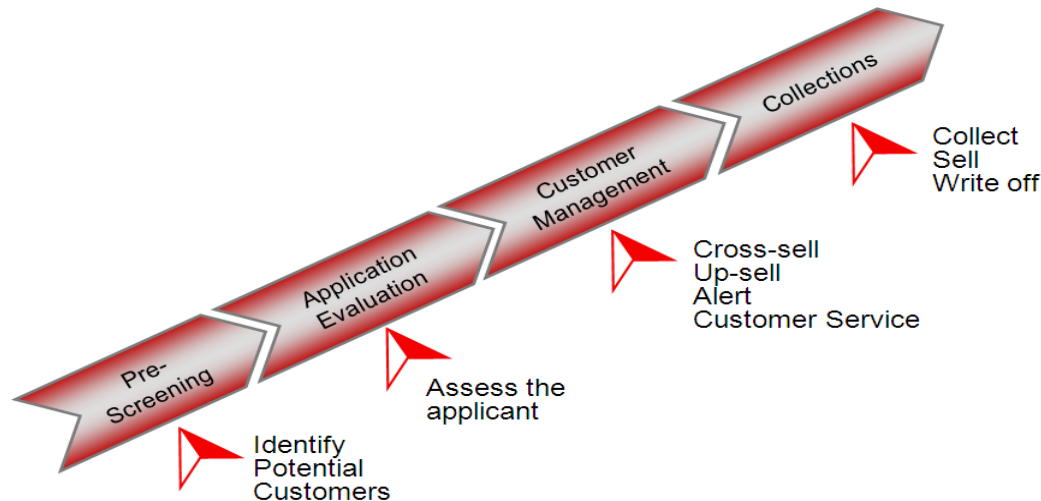 Pre-
Screening
Identify
Potential
Customers
Application
Evaluation
Assess the
applicant
Customer
Management
Cross-sell
Up-sell
Alert
Customer Service
Collections
Collect
Sell
Write off